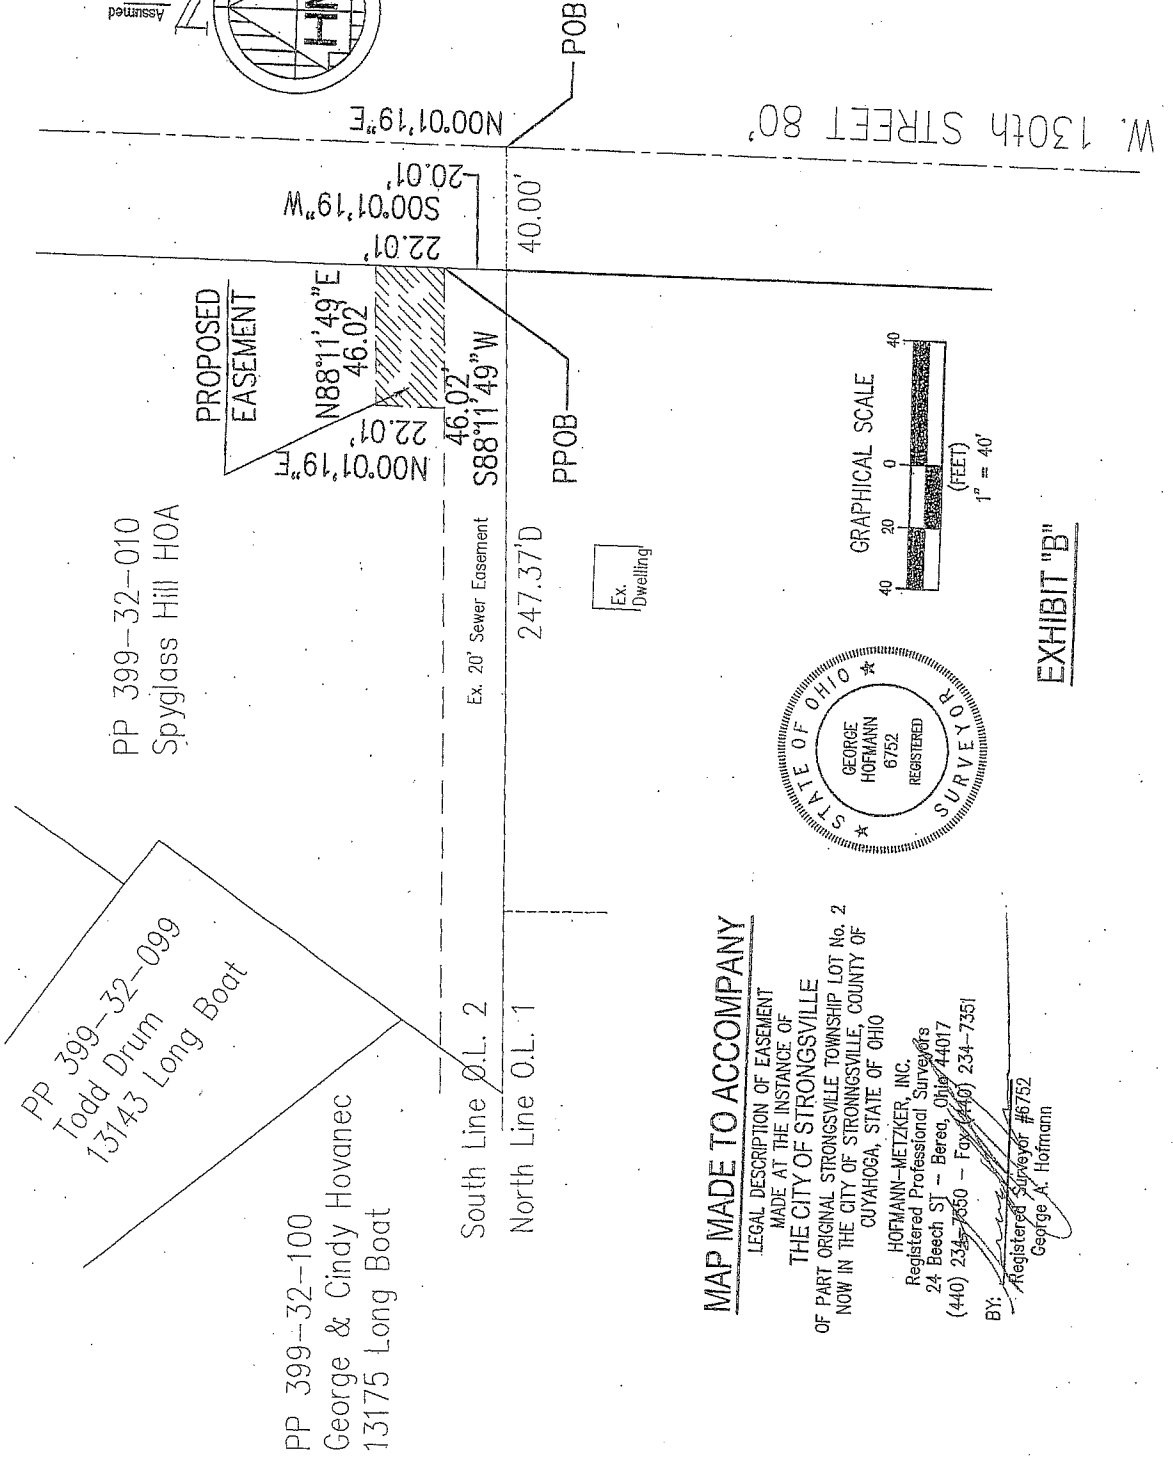 Assumed
HM
PP 399-32-099
Todd Drum
13143 Long Boat
PP 399-32-100
George & Cindy Hovanec
13175 Long Boat
PP 399-32-010
Spyglass Hill HOA
PROPOSED
EASEMENT
N88°11'49"E
46.02'
N00°01'19"E
22.01'
46.02'
S88°11'49"W
22.01'
S00°01'19"W
20.01'
N00°01'19"E
POB
PPOB
40.00'
W. 130th STREET 80'
South Line O.L. 2
North Line O.L. 1
Ex. 20' Sewer Easement
247.37'D
Ex.
Dwelling
MAP MADE TO ACCOMPANY
LEGAL DESCRIPTION OF EASEMENT
MADE AT THE INSTANCE OF
THE CITY OF STRONGSVILLE
OF PART ORIGINAL STRONGSVILLE TOWNSHIP LOT No. 2
NOW IN THE CITY OF STRONNGSVILLE, COUNTY OF
CUYAHOGA, STATE OF OHIO
HOFMANN-METZKER, INC.
Registered Professional Surveyors
24 Beech ST - Berea, Ohio 44017
(440) 234-7350 - Fax (440) 234-7351
BY:
Registered Surveyor #6752
George A. Hofmann
STATE OF OHIO
GEORGE
HOFMANN
6752
REGISTERED
SURVEYOR
GRAPHICAL SCALE
40 20 0 40
(FEET)
1" = 40'
EXHIBIT "B"